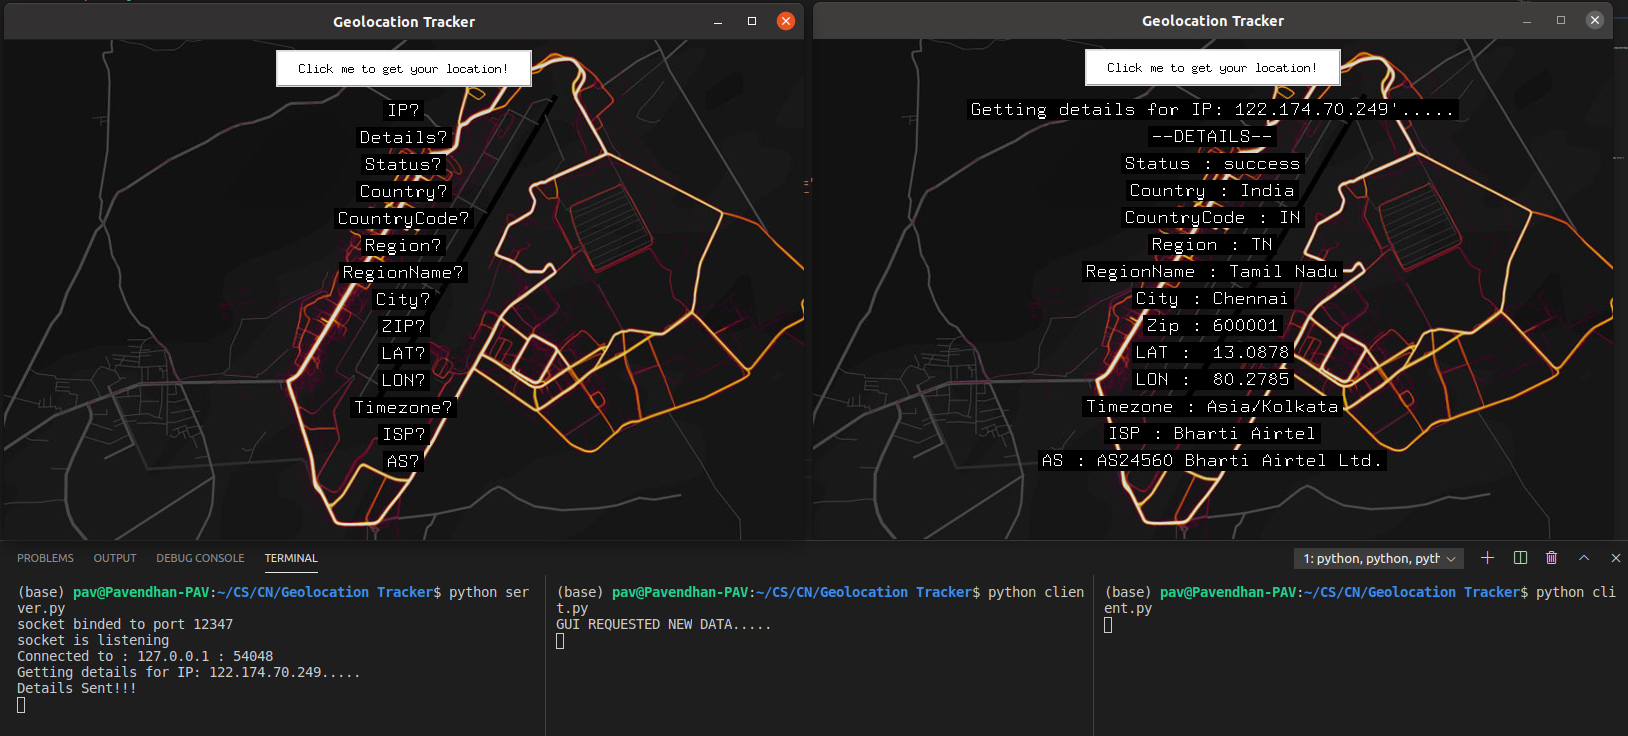 Geolocation Tracker
Click me to get your location!
IP?
Details?
Status?
Country?
CountryCode?
Region?
RegionName?
City?
ZIP?
LAT?
LON?
Timezone?
ISP?
AS?
Geolocation Tracker
Click me to get your location!
Getting details for IP: 122.174.70.249'.....
--DETAILS--
Status : success
Country : India
CountryCode : IN
Region : TN
RegionName : Tamil Nadu
City : Chennai
Zip : 600001
LAT :  13.0878
LON :  80.2785
Timezone : Asia/Kolkata
ISP : Bharti Airtel
AS : AS24560 Bharti Airtel Ltd.
PROBLEMS OUTPUT DEBUG CONSOLE TERMINAL
1: python, python, pyth
(base) pav@Pavendhan-PAV:~/CS/CN/Geolocation Tracker$ python ser
ver.py
socket binded to port 12347
socket is listening
Connected to : 127.0.0.1 : 54048
Getting details for IP: 122.174.70.249.....
Details Sent!!!
(base) pav@Pavendhan-PAV:~/CS/CN/Geolocation Tracker$ python clien
t.py
GUI REQUESTED NEW DATA.....
(base) pav@Pavendhan-PAV:~/CS/CN/Geolocation Tracker$ python cli
ent.py